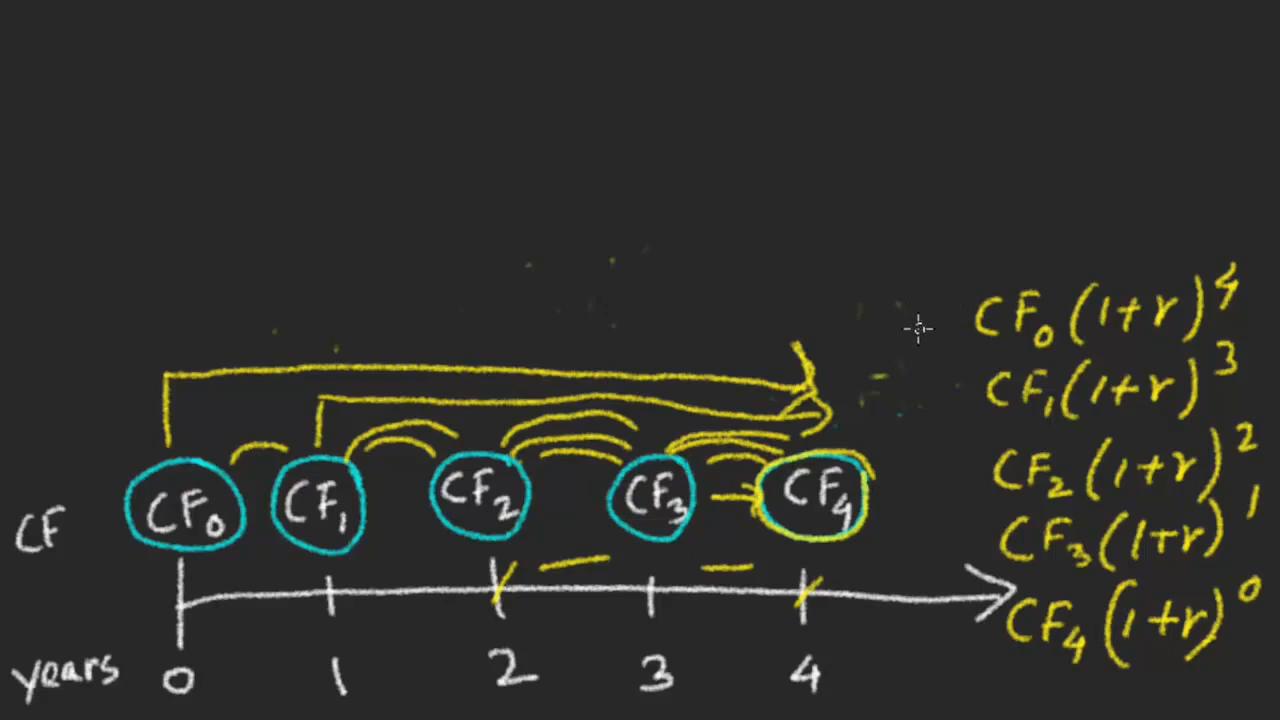 CF₀(1+r)⁴
CF₁(1+r)³
CF₂(1+r)²
CF₃(1+r)¹
CF₄(1+r)⁰
CF CF₀ CF₁ CF₂ CF₃ CF₄
years 0 1 2 3 4